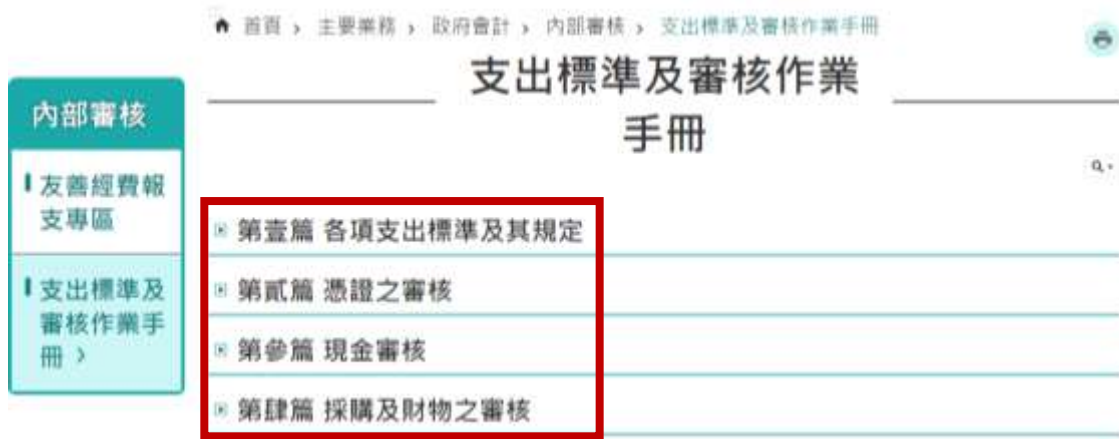 首頁 › 主要業務 › 政府會計 › 內部審核 › 支出標準及審核作業手冊
支出標準及審核作業
手冊
內部審核
友善經費報
支專區
支出標準及
審核作業手
冊 ›
第壹篇 各項支出標準及其規定
第貳篇 憑證之審核
第參篇 現金審核
第肆篇 採購及財物之審核